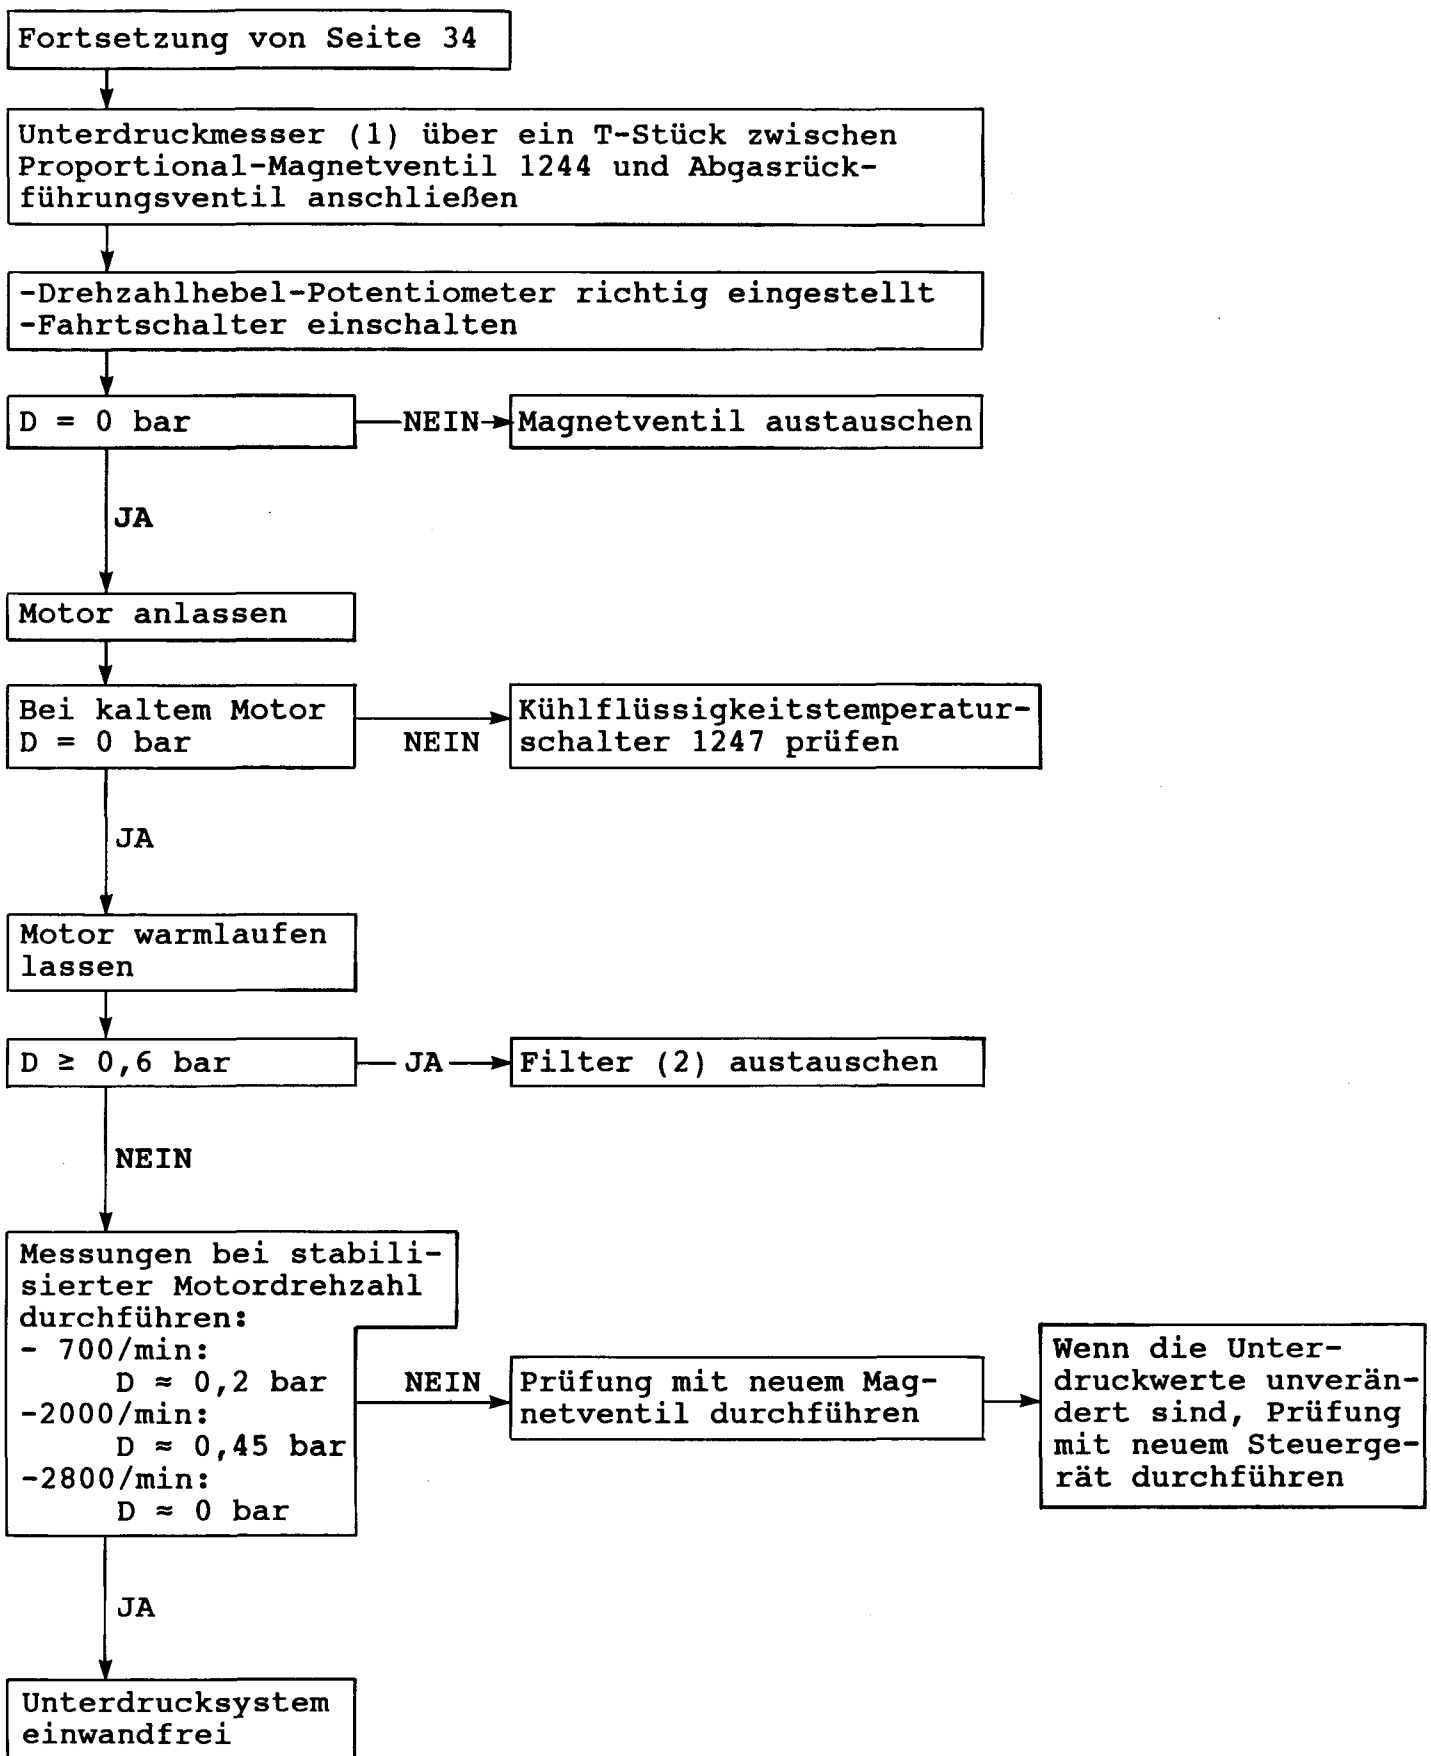 Fortsetzung von Seite 34
Unterdruckmesser (1) über ein T-Stück zwischen
Proportional-Magnetventil 1244 und Abgasrück-
führungsventil anschließen
-Drehzahlhebel-Potentiometer richtig eingestellt
-Fahrtschalter einschalten
D = 0 bar
NEIN
Magnetventil austauschen
JA
Motor anlassen
Bei kaltem Motor
D = 0 bar
NEIN
Kühlflüssigkeitstemperatur-
schalter 1247 prüfen
JA
Motor warmlaufen
lassen
D ≥ 0,6 bar
JA
Filter (2) austauschen
NEIN
Messungen bei stabili-
sierter Motordrehzahl
durchführen:
- 700/min:
D ≈ 0,2 bar
-2000/min:
D ≈ 0,45 bar
-2800/min:
D ≈ 0 bar
NEIN
Prüfung mit neuem Mag-
netventil durchführen
Wenn die Unter-
druckwerte unverän-
dert sind, Prüfung
mit neuem Steuerge-
rät durchführen
JA
Unterdrucksystem
einwandfrei